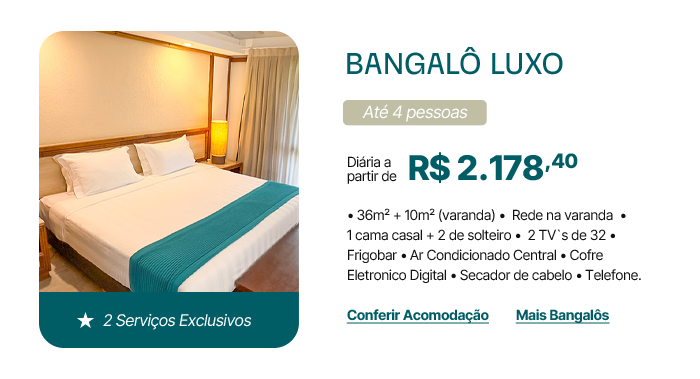 BANGALÔ LUXO
Até 4 pessoas
Diária a
partir de
R$ 2.178,40
• 36m² + 10m² (varanda) • Rede na varanda •
1 cama casal + 2 de solteiro • 2 TV`s de 32 •
Frigobar • Ar Condicionado Central • Cofre
Eletronico Digital • Secador de cabelo • Telefone.
★ 2 Serviços Exclusivos
Conferir Acomodação
Mais Bangalôs